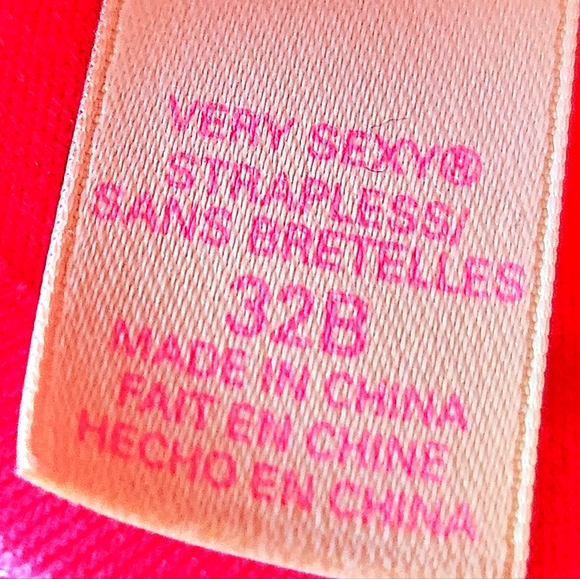 VERY SEXY®
STRAPLESS/
SANS BRETELLES
32B
MADE IN CHINA
FAIT EN CHINE
HECHO EN CHINA